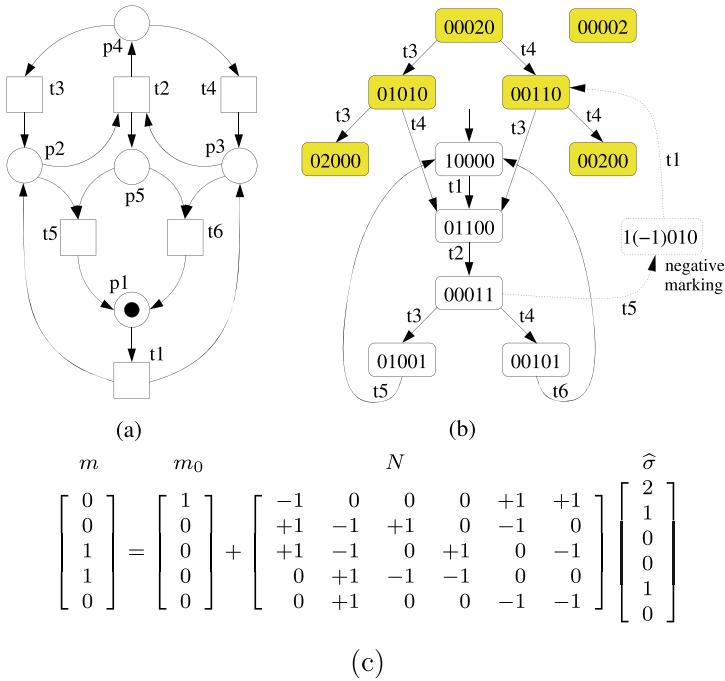 p4
t3 t2 t4
p2 p3
p5
t5 t6
p1
t1
(a)
00020 00002
t3 t4
01010 00110
t3 t4 t3 t4
02000 10000 00200
t1 t1
01100 1(−1)010
t2 negative
00011 marking
t3 t4 t5
01001 00101
t5 t6
(b)
m m₀ N σ̂
[0] = [1] + [−1 0 0 0 +1 +1] [2]
[0] [0] [+1 −1 +1 0 −1 0] [1]
[1] [0] [+1 −1 0 +1 0 −1] [0]
[1] [0] [0 +1 −1 −1 0 0] [0]
[0] [0] [0 +1 0 0 −1 −1] [1]
[0]
(c)